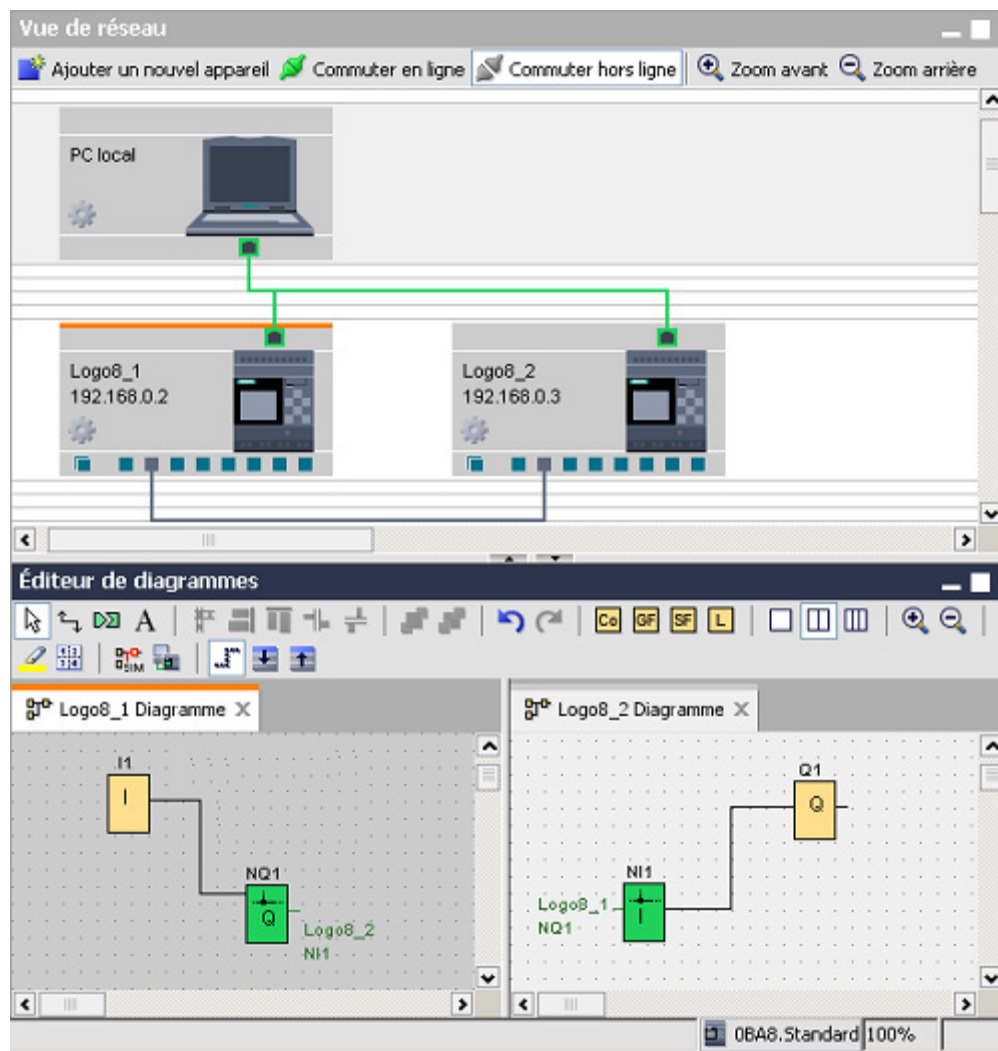 Vue de réseau
Ajouter un nouvel appareil Commuter en ligne Commuter hors ligne Zoom avant Zoom arrière
PC local
Logo8_1
192.168.0.2
Logo8_2
192.168.0.3
Éditeur de diagrammes
A Co GF SF L
SIM
Logo8_1 Diagramme X
Logo8_2 Diagramme X
I1
I
NQ1
Q
Logo8_2
NI1
Q1
Q
NI1
I
Logo8_1
NQ1
0BA8.Standard 100%